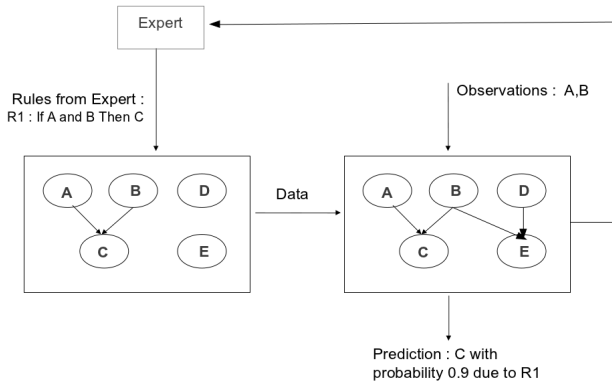 Expert
Rules from Expert :
R1 : If A and B Then C
Observations : A,B
A
B
D
C
E
Data
A
B
D
C
E
Prediction : C with
probability 0.9 due to R1